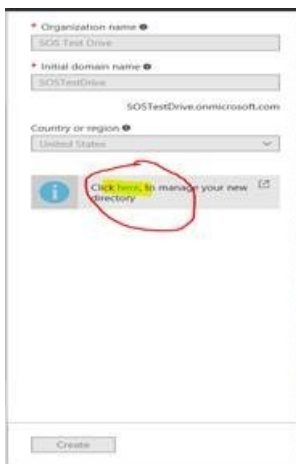 * Organization name
SOS Test Drive
* Initial domain name
SOSTestDrive
SOSTestDrive.onmicrosoft.com
Country or region
United States
Click here, to manage your new
directory
Create